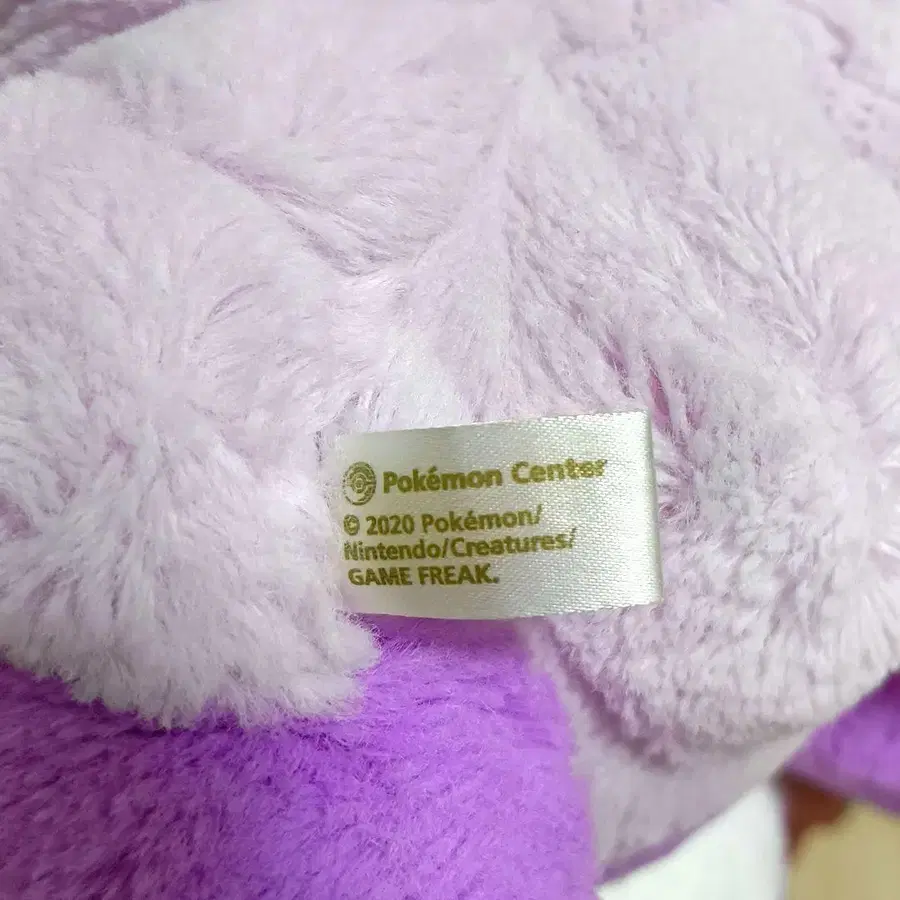 Pokémon Center
© 2020 Pokémon/
Nintendo/Creatures/
GAME FREAK.